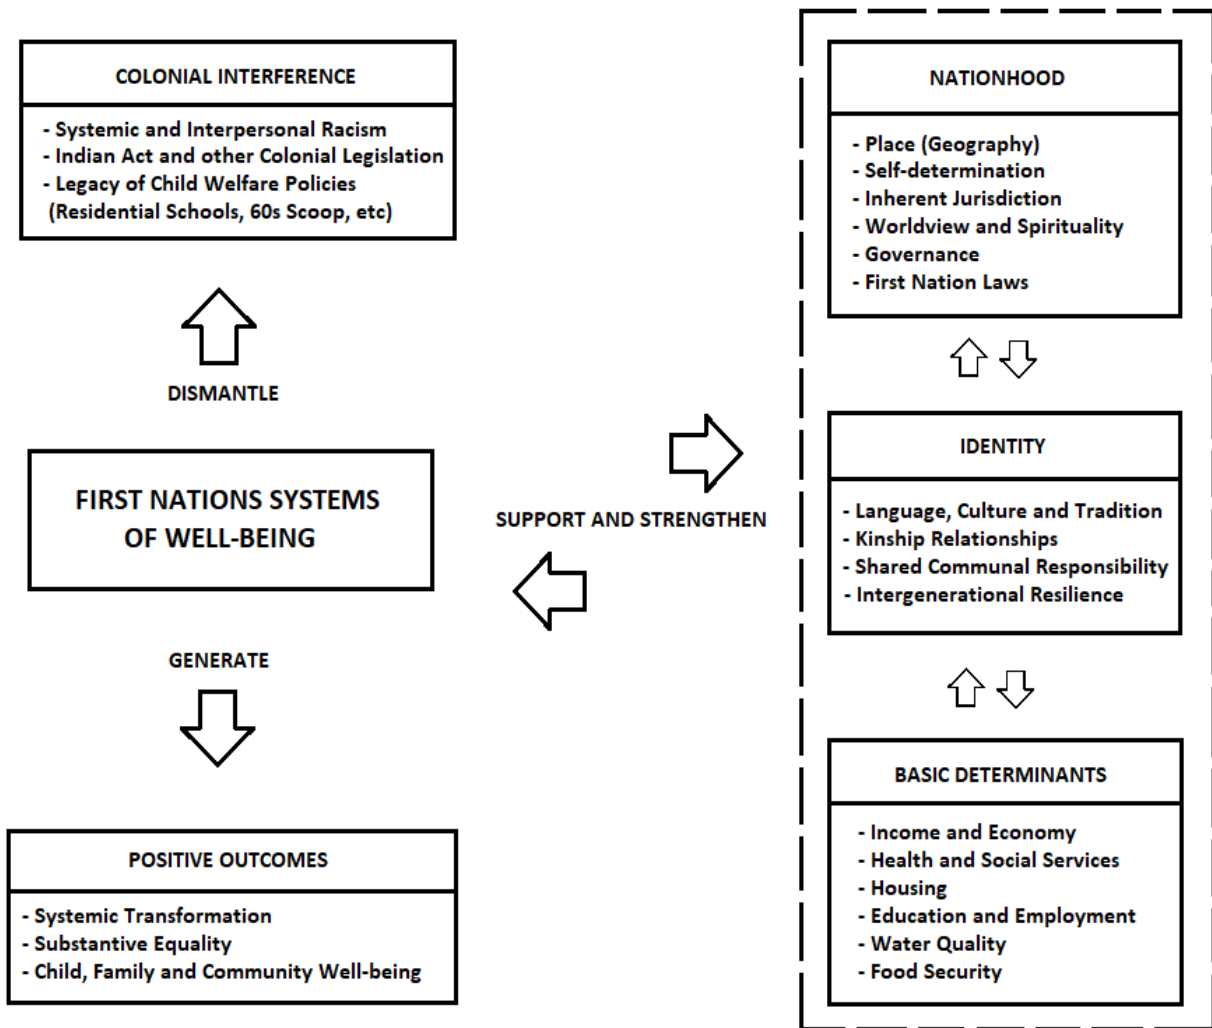 COLONIAL INTERFERENCE
- Systemic and Interpersonal Racism
- Indian Act and other Colonial Legislation
- Legacy of Child Welfare Policies
(Residential Schools, 60s Scoop, etc)
DISMANTLE
FIRST NATIONS SYSTEMS
OF WELL-BEING
GENERATE
POSITIVE OUTCOMES
- Systemic Transformation
- Substantive Equality
- Child, Family and Community Well-being
SUPPORT AND STRENGTHEN
NATIONHOOD
- Place (Geography)
- Self-determination
- Inherent Jurisdiction
- Worldview and Spirituality
- Governance
- First Nation Laws
IDENTITY
- Language, Culture and Tradition
- Kinship Relationships
- Shared Communal Responsibility
- Intergenerational Resilience
BASIC DETERMINANTS
- Income and Economy
- Health and Social Services
- Housing
- Education and Employment
- Water Quality
- Food Security